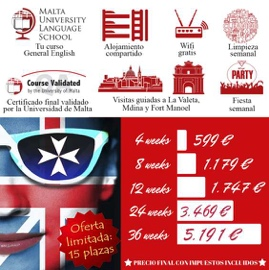 MALTA
UNIVERSITY
LANGUAGE
SCHOOL
Tu curso
General English
Alojamiento
compartido
Wifi
gratis
Limpieza
semanal
Course Validated
by the University of Malta
Certificado final validado
por la Universidad de Malta
Visitas guiadas a La Valeta,
Mdina y Fort Manoel
PARTY
Fiesta
semanal
Oferta
limitada:
15 plazas
4 weeks 599 €
8 weeks 1.179 €
12 weeks 1.747 €
24 weeks 3.469 €
36 weeks 5.191 €
★ PRECIO FINAL CON IMPUESTOS INCLUIDOS ★